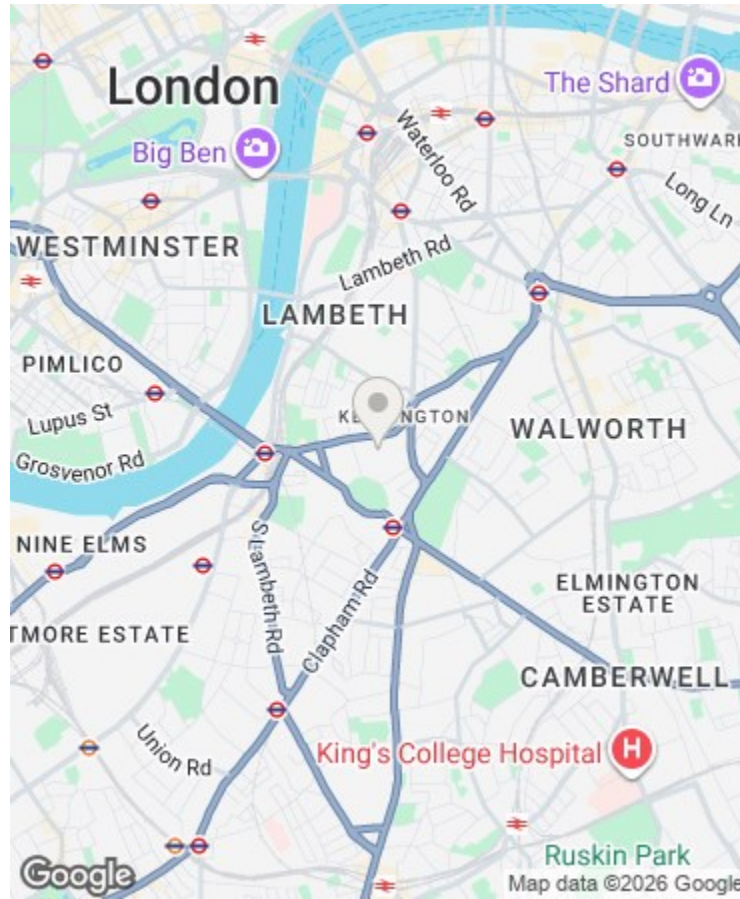 London
The Shard
Big Ben
Waterloo Rd
SOUTHWAR
Long Ln
WESTMINSTER
Lambeth Rd
LAMBETH
PIMLICO
Lupus St
WALWORTH
Grosvenor Rd
NINE ELMS
S Lambeth Rd
Clapham Rd
ELMINGTON
ESTATE
TMORE ESTATE
CAMBERWELL
Union Rd
King's College Hospital
H
Ruskin Park
Google
Map data ©2026 Google